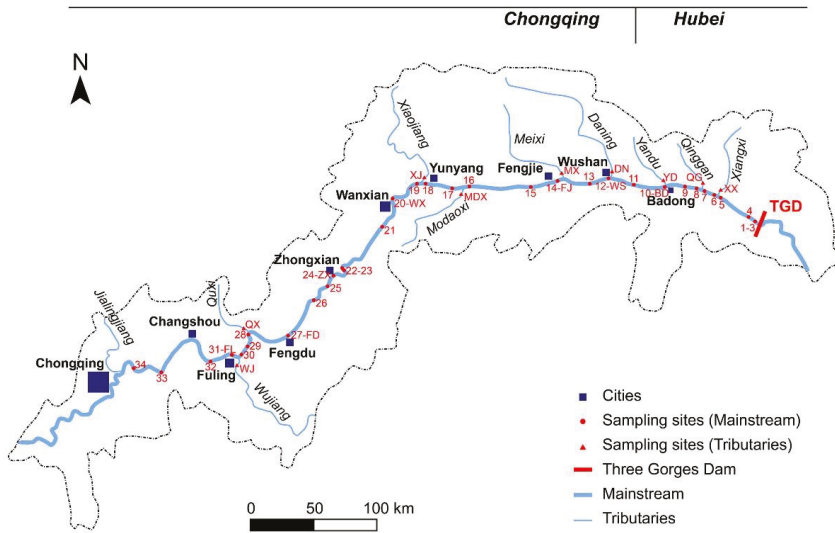 Chongqing
Hubei
N
Xiaojiang
Meixi
Daning
Yandu
Qinggan
Xiangxi
XJ
Yunyang
Fengjie
MX
Wushan
DN
YD
QG
XX
TGD
19
18
17
16
MDX
15
14-FJ
13
12-WS
11
10-BD
9
8
7
6
5
4
1-3
Badong
Wanxian
20-WX
Modaoxi
21
Zhongxian
22-23
24-ZX
25
26
Jialingjiang
Quxi
Changshou
QX
28
27-FD
Fengdu
29
30
31-FL
32
Fuling
WJ
Wujiang
Chongqing
34
33
Cities
Sampling sites (Mainstream)
Sampling sites (Tributaries)
Three Gorges Dam
Mainstream
Tributaries
0 50 100 km